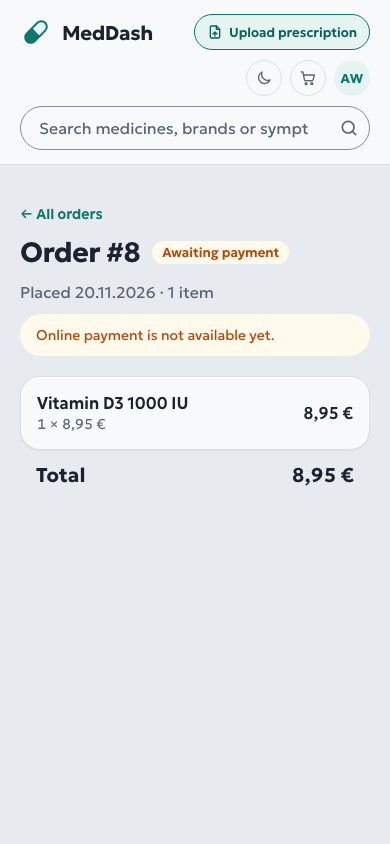 MedDash
Upload prescription
AW
Search medicines, brands or sympt
← All orders
Order #8
Awaiting payment
Placed 20.11.2026 · 1 item
Online payment is not available yet.
Vitamin D3 1000 IU
1 × 8,95 €
8,95 €
Total
8,95 €